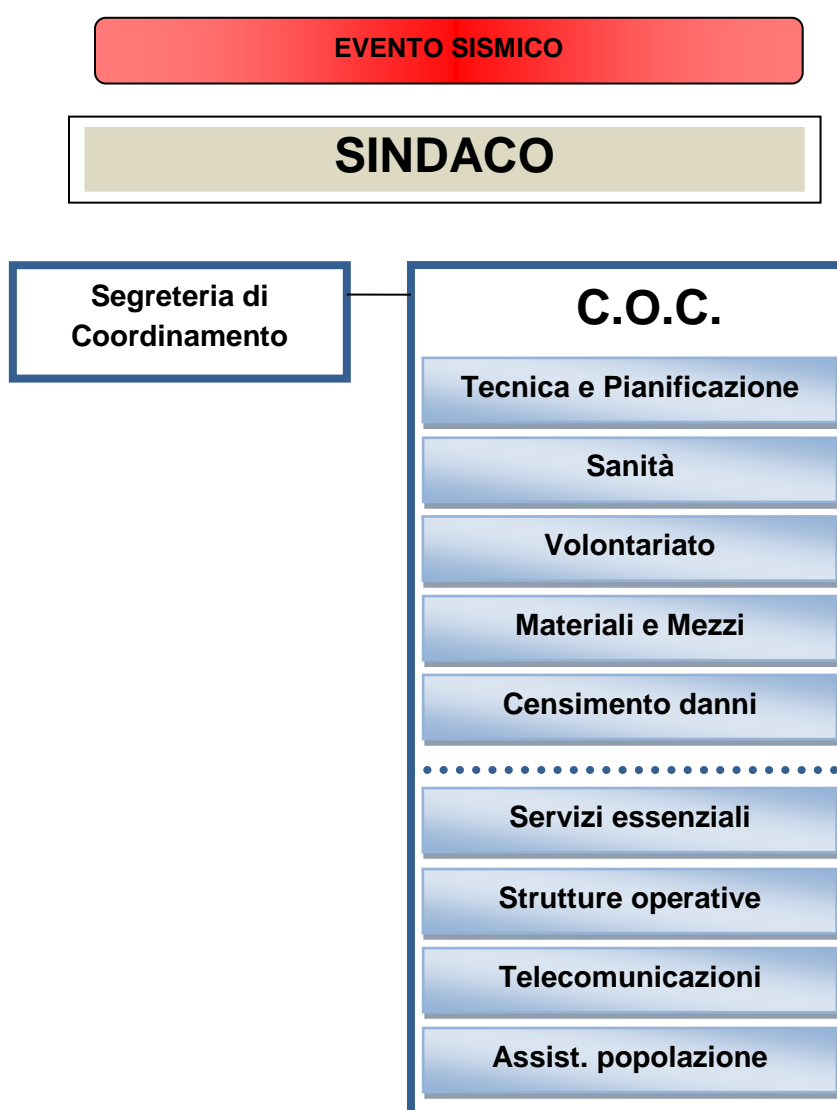 EVENTO SISMICO
SINDACO
Segreteria di
Coordinamento
C.O.C.
Tecnica e Pianificazione
Sanità
Volontariato
Materiali e Mezzi
Censimento danni
Servizi essenziali
Strutture operative
Telecomunicazioni
Assist. popolazione